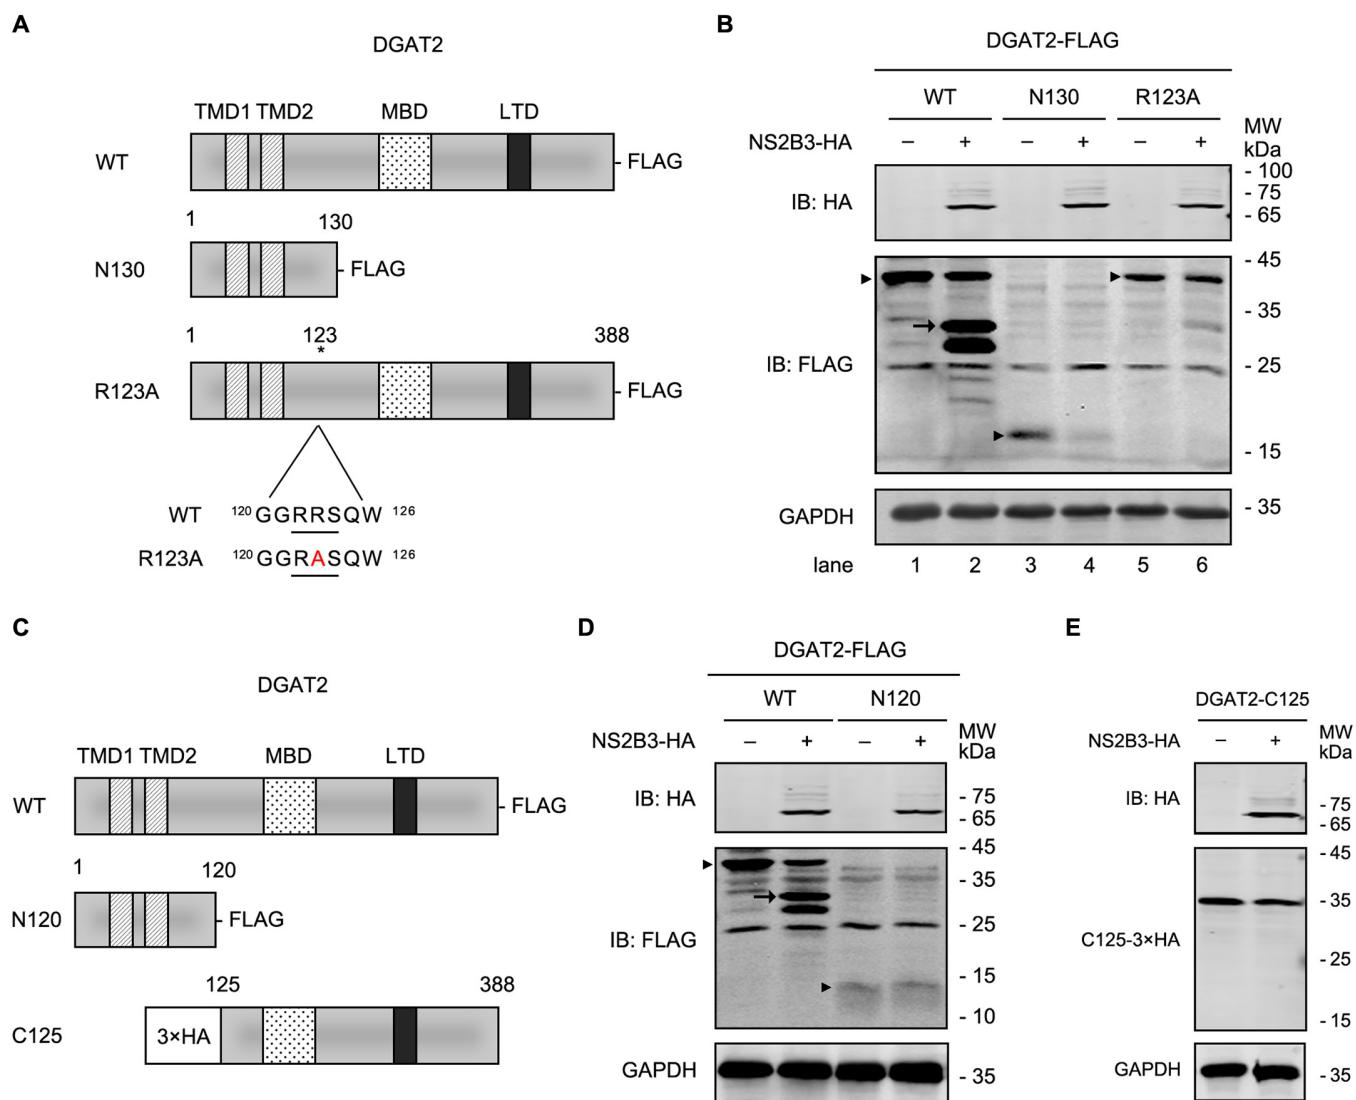 A
DGAT2
TMD1 TMD2 MBD LTD
WT
FLAG
1 130
N130
FLAG
1 123 388
*
R123A
FLAG
WT 120 GGRRSQW 126
R123A 120 GGRASQW 126
B
DGAT2-FLAG
WT N130 R123A
NS2B3-HA – + – + – +
MW
kDa
IB: HA
- 100
- 75
- 65
IB: FLAG
- 45
- 35
- 25
- 15
GAPDH
- 35
lane 1 2 3 4 5 6
C
DGAT2
TMD1 TMD2 MBD LTD
WT
FLAG
1 120
N120
FLAG
125 388
C125
3×HA
D
DGAT2-FLAG
WT N120
NS2B3-HA – + – +
MW
kDa
IB: HA
- 75
- 65
IB: FLAG
- 45
- 35
- 25
- 15
- 10
GAPDH
- 35
E
DGAT2-C125
NS2B3-HA – +
MW
kDa
IB: HA
- 75
- 65
C125-3×HA
- 45
- 35
- 25
- 15
GAPDH
- 35